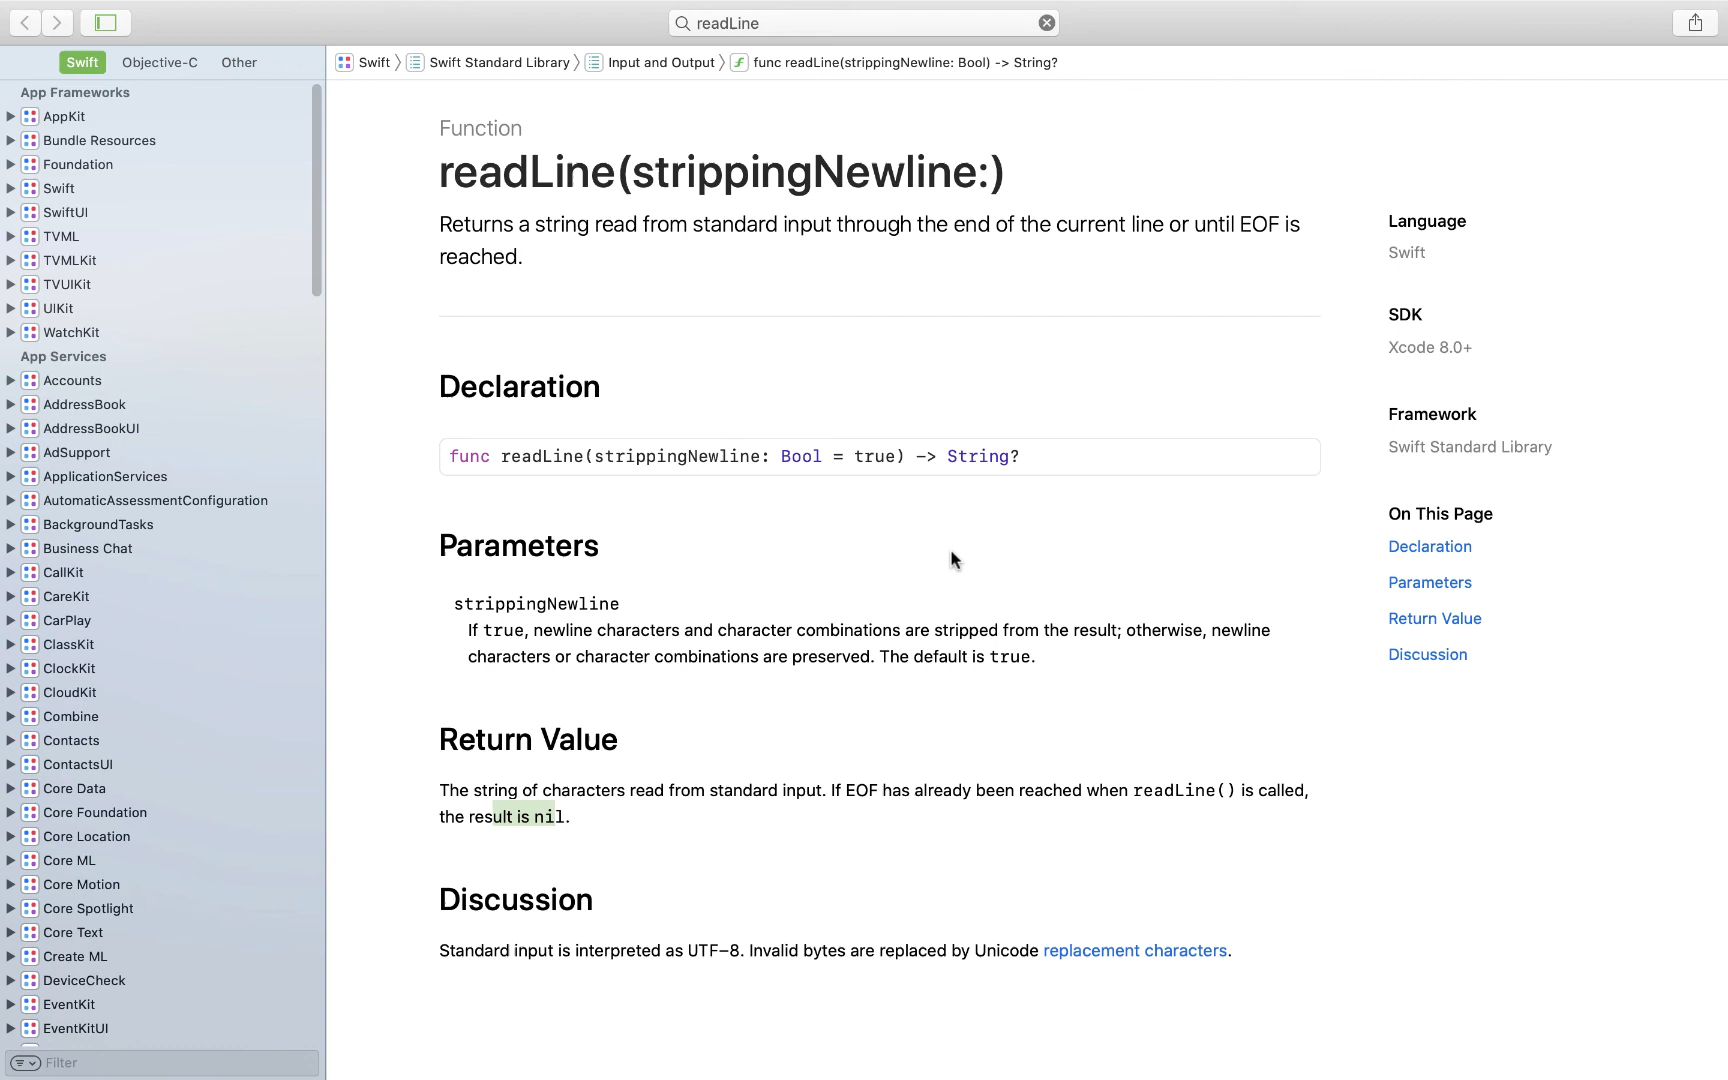 readLine
Swift Objective-C Other
Swift 〉 Swift Standard Library 〉 Input and Output 〉 f func readLine(strippingNewline: Bool) -> String?
App Frameworks
AppKit
Bundle Resources
Foundation
Swift
SwiftUI
TVML
TVMLKit
TVUIKit
UIKit
WatchKit
App Services
Accounts
AddressBook
AddressBookUI
AdSupport
ApplicationServices
AutomaticAssessmentConfiguration
BackgroundTasks
Business Chat
CallKit
CareKit
CarPlay
ClassKit
ClockKit
CloudKit
Combine
Contacts
ContactsUI
Core Data
Core Foundation
Core Location
Core ML
Core Motion
Core Spotlight
Core Text
Create ML
DeviceCheck
EventKit
EventKitUI
Filter
Function
readLine(strippingNewline:)
Returns a string read from standard input through the end of the current line or until EOF is
reached.
Declaration
func readLine(strippingNewline: Bool = true) -> String?
Parameters
strippingNewline
If true, newline characters and character combinations are stripped from the result; otherwise, newline
characters or character combinations are preserved. The default is true.
Return Value
The string of characters read from standard input. If EOF has already been reached when readLine() is called,
the result is nil.
Discussion
Standard input is interpreted as UTF-8. Invalid bytes are replaced by Unicode replacement characters.
Language
Swift
SDK
Xcode 8.0+
Framework
Swift Standard Library
On This Page
Declaration
Parameters
Return Value
Discussion